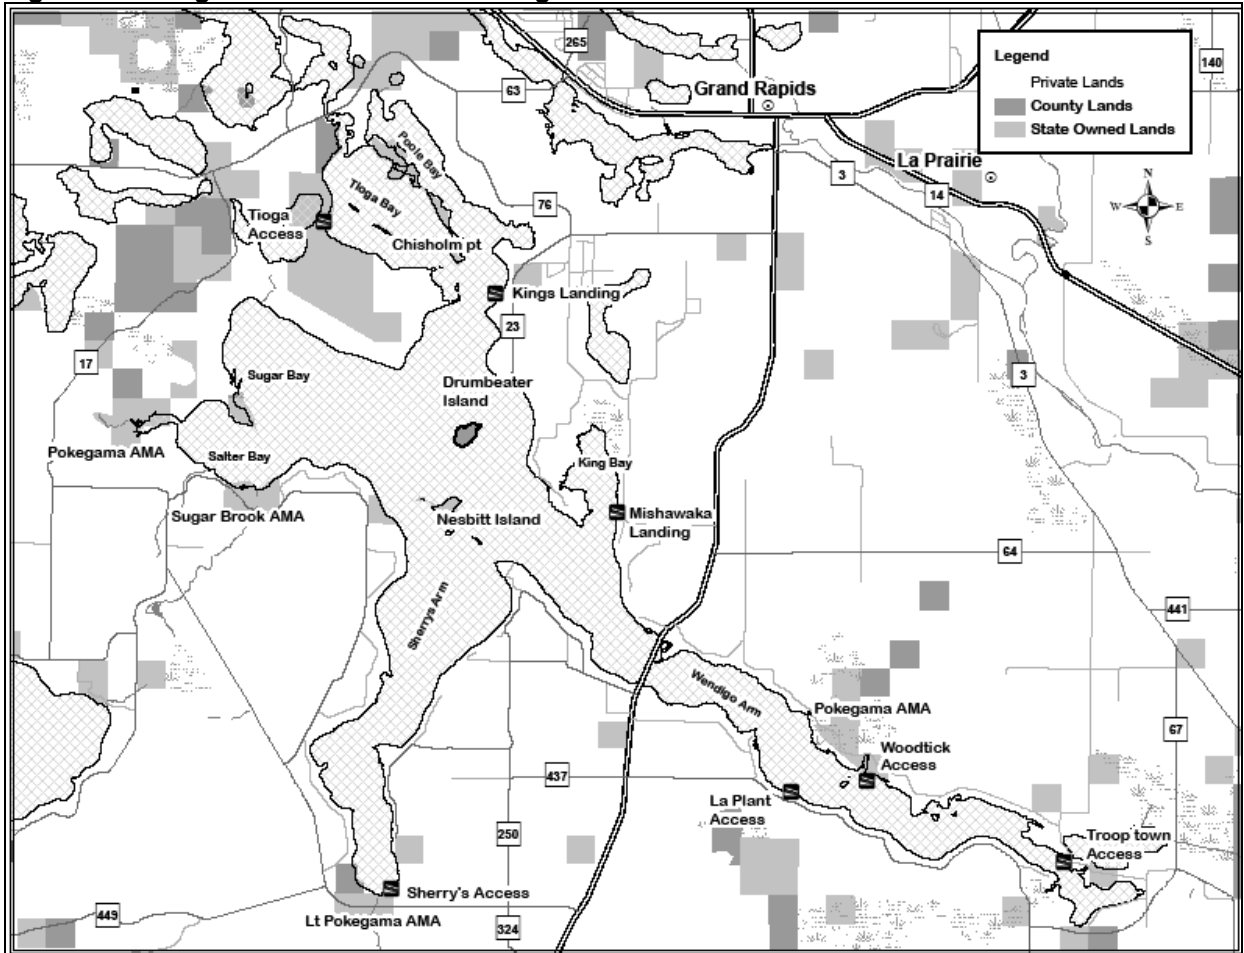 265
63
Grand Rapids
Legend
Private Lands
County Lands
State Owned Lands
140
Poole Bay
La Prairie
3
14
N
W
E
S
Tioga Bay
76
Tioga
Access
Chisholm pt
Kings Landing
23
17
Sugar Bay
Drumbeater
Island
3
Pokegama AMA
Salter Bay
King Bay
Sugar Brook AMA
Nesbitt Island
Mishawaka
Landing
64
Sherrys Arm
441
Wendigo Arm
Pokegama AMA
67
Woodtick
Access
437
La Plant
Access
250
Troop town
Access
Sherry's Access
Lt Pokegama AMA
449
324